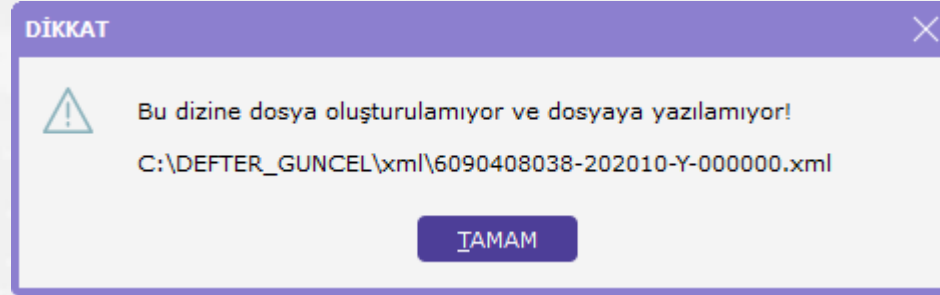 DİKKAT
Bu dizine dosya oluşturulamıyor ve dosyaya yazılamıyor!
C:\DEFTER_GUNCEL\xml\6090408038-202010-Y-000000.xml
TAMAM